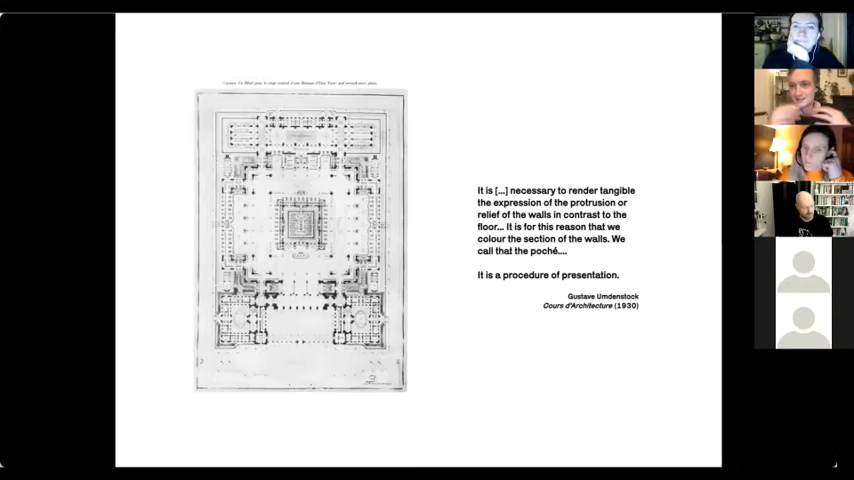 It is [...] necessary to render tangible
the expression of the protrusion or
relief of the walls in contrast to the
floor... It is for this reason that we
colour the section of the walls. We
call that the poché....
It is a procedure of presentation.
Gustave Umdenstock
Cours d'Architecture (1930)